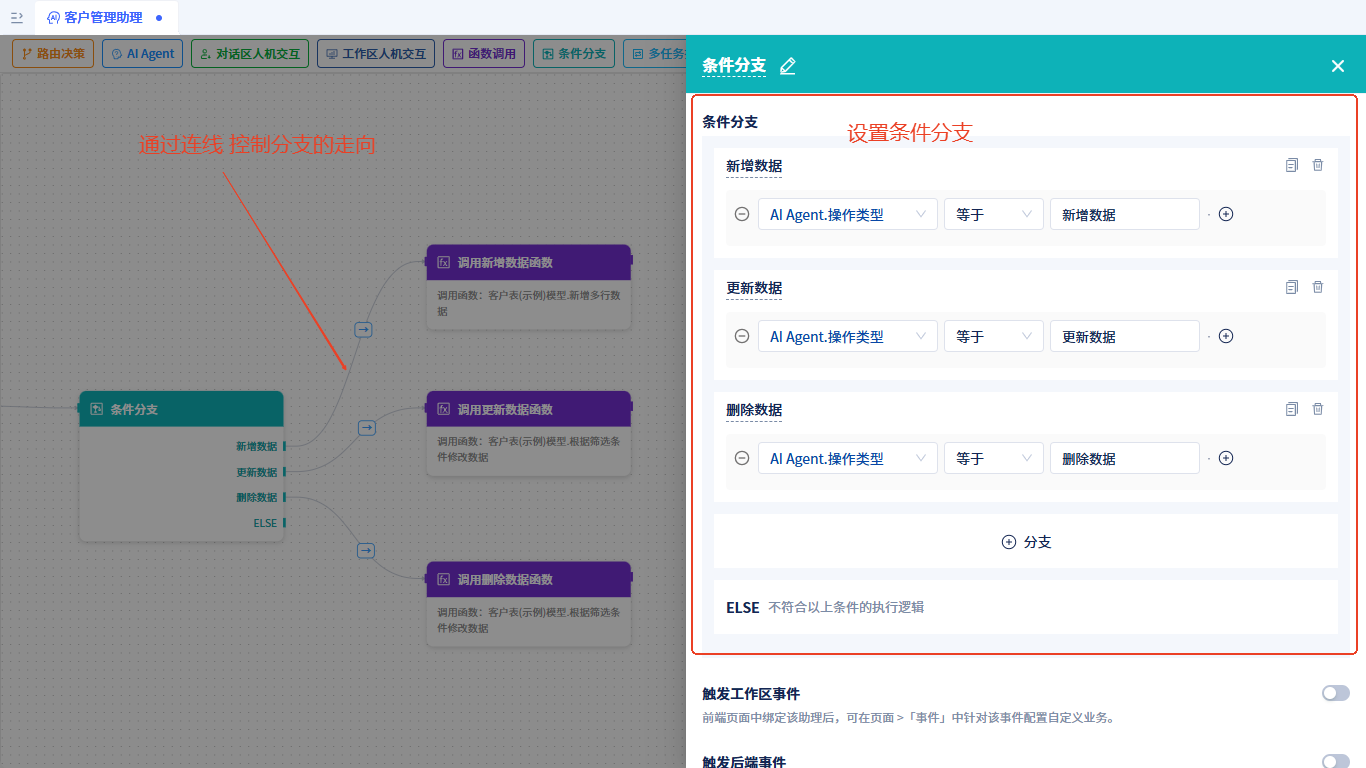 客户管理助理
路由决策
AI Agent
对话区人机交互
工作区人机交互
函数调用
条件分支
多任务
通过连线 控制分支的走向
调用新增数据函数
调用函数：客户表(示例)模型.新增多行数
据
条件分支
新增数据
更新数据
删除数据
ELSE
调用更新数据函数
调用函数：客户表(示例)模型.根据筛选条
件修改数据
调用删除数据函数
调用函数：客户表(示例)模型.根据筛选条
件修改数据
条件分支
条件分支
设置条件分支
新增数据
AI Agent.操作类型 等于 新增数据
更新数据
AI Agent.操作类型 等于 更新数据
删除数据
AI Agent.操作类型 等于 删除数据
分支
ELSE 不符合以上条件的执行逻辑
触发工作区事件
前端页面中绑定该助理后，可在页面 >「事件」中针对该事件配置自定义业务。
触发后端事件